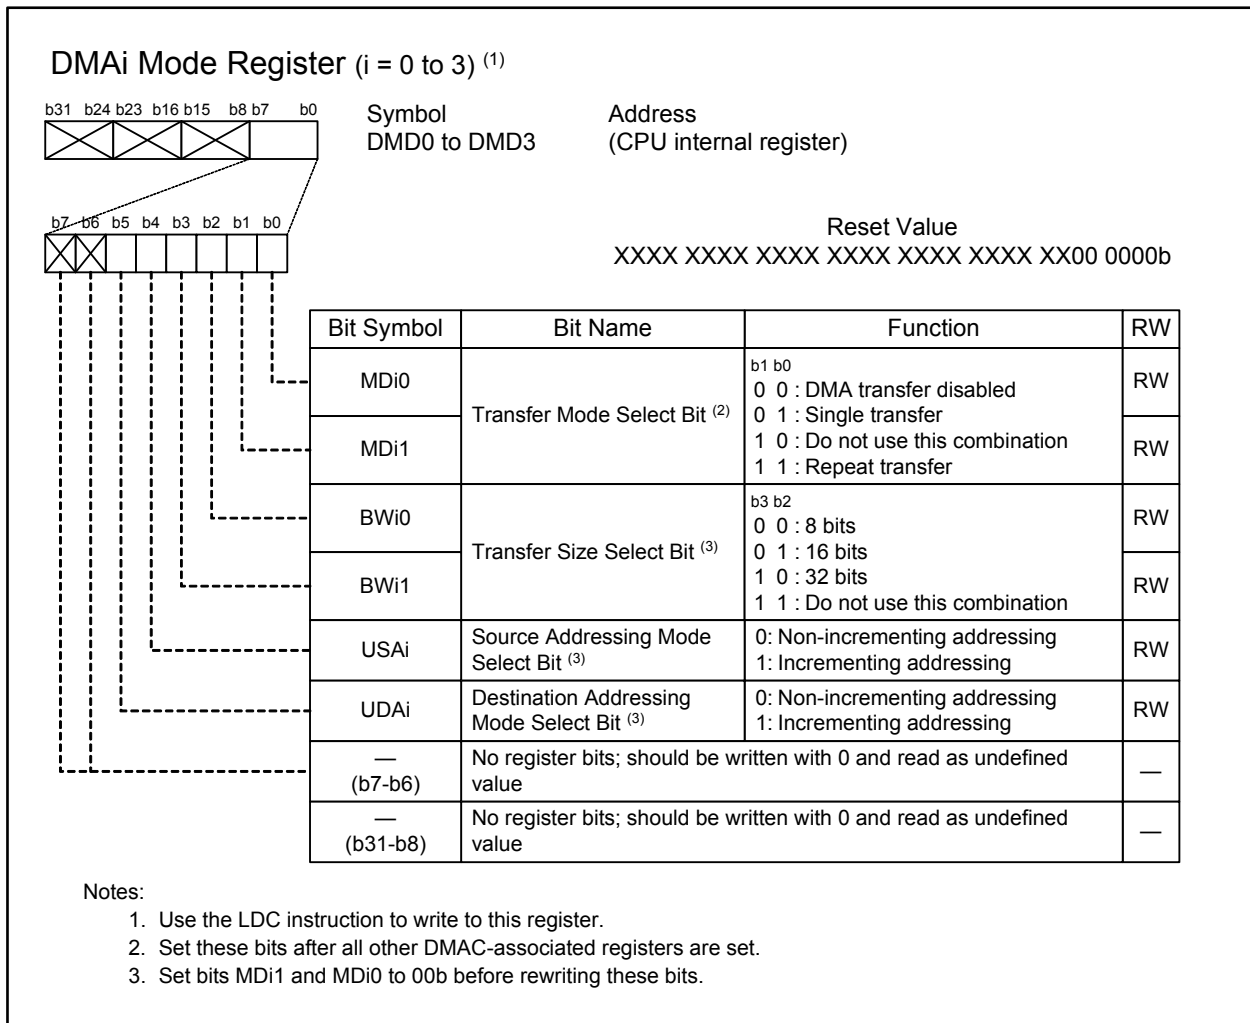 DMAi Mode Register (i = 0 to 3) (1)
b31 b24 b23 b16 b15 b8 b7 b0
Symbol Address
DMD0 to DMD3 (CPU internal register)
b7 b6 b5 b4 b3 b2 b1 b0
Reset Value
XXXX XXXX XXXX XXXX XXXX XXXX XX00 0000b
Bit Symbol Bit Name Function RW
MDi0
MDi1
Transfer Mode Select Bit (2)
b1 b0
0 0 : DMA transfer disabled
0 1 : Single transfer
1 0 : Do not use this combination
1 1 : Repeat transfer
RW
RW
BWi0
BWi1
Transfer Size Select Bit (3)
b3 b2
0 0 : 8 bits
0 1 : 16 bits
1 0 : 32 bits
1 1 : Do not use this combination
RW
RW
USAi
Source Addressing Mode
Select Bit (3)
0: Non-incrementing addressing
1: Incrementing addressing
RW
UDAi
Destination Addressing
Mode Select Bit (3)
0: Non-incrementing addressing
1: Incrementing addressing
RW
—
(b7-b6)
No register bits; should be written with 0 and read as undefined
value
—
—
(b31-b8)
No register bits; should be written with 0 and read as undefined
value
—
Notes:
1. Use the LDC instruction to write to this register.
2. Set these bits after all other DMAC-associated registers are set.
3. Set bits MDi1 and MDi0 to 00b before rewriting these bits.